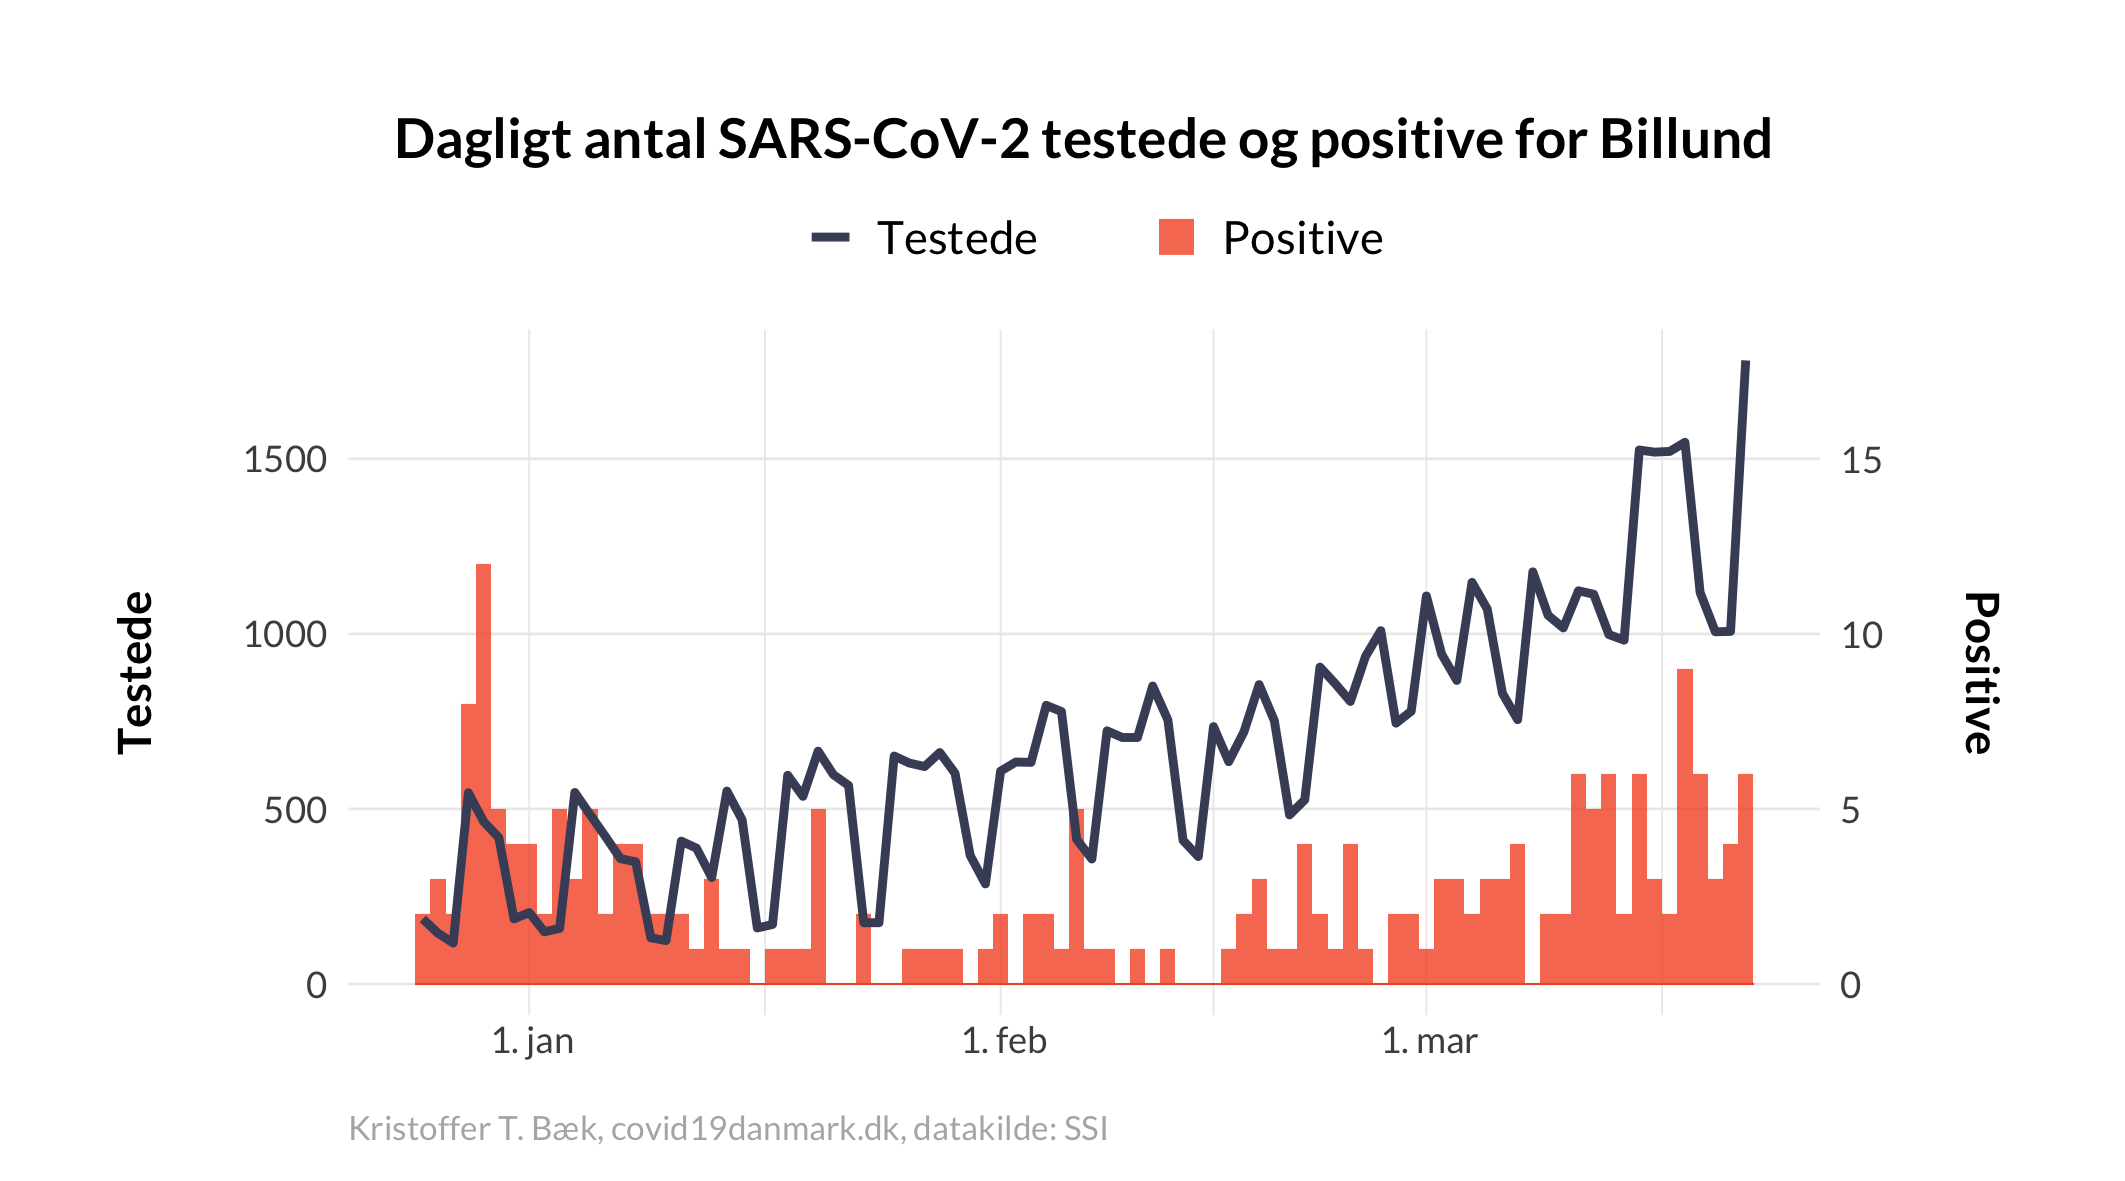 Dagligt antal SARS-CoV-2 testede og positive for Billund
Testede Positive
Testede
1500
1000
500
0
15
10
5
0
Positive
1. jan 1. feb 1. mar
Kristoffer T. Bæk, covid19danmark.dk, datakilde: SSI